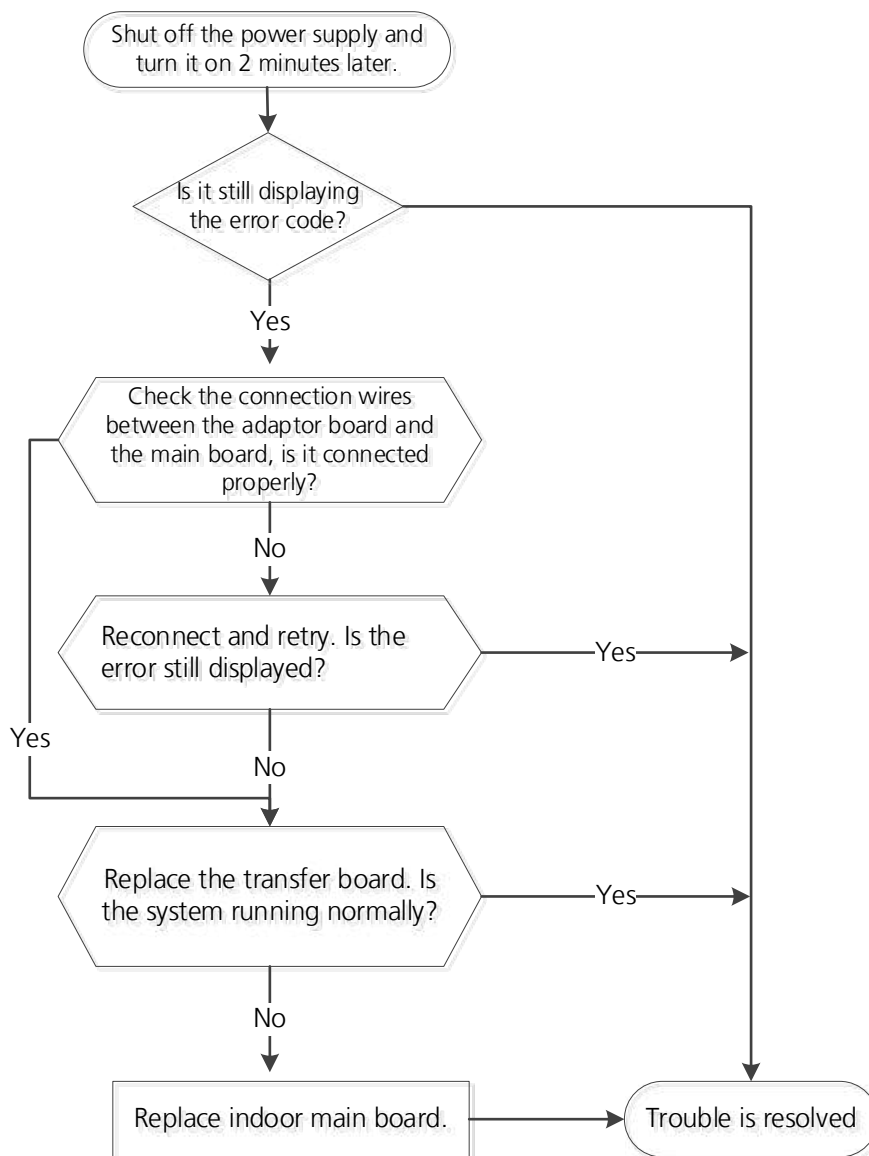 Shut off the power supply and
turn it on 2 minutes later.
Is it still displaying
the error code?
Yes
Check the connection wires
between the adaptor board and
the main board, is it connected
properly?
No
Reconnect and retry. Is the
error still displayed?
Yes
Yes
No
Replace the transfer board. Is
the system running normally?
Yes
No
Replace indoor main board.
Trouble is resolved